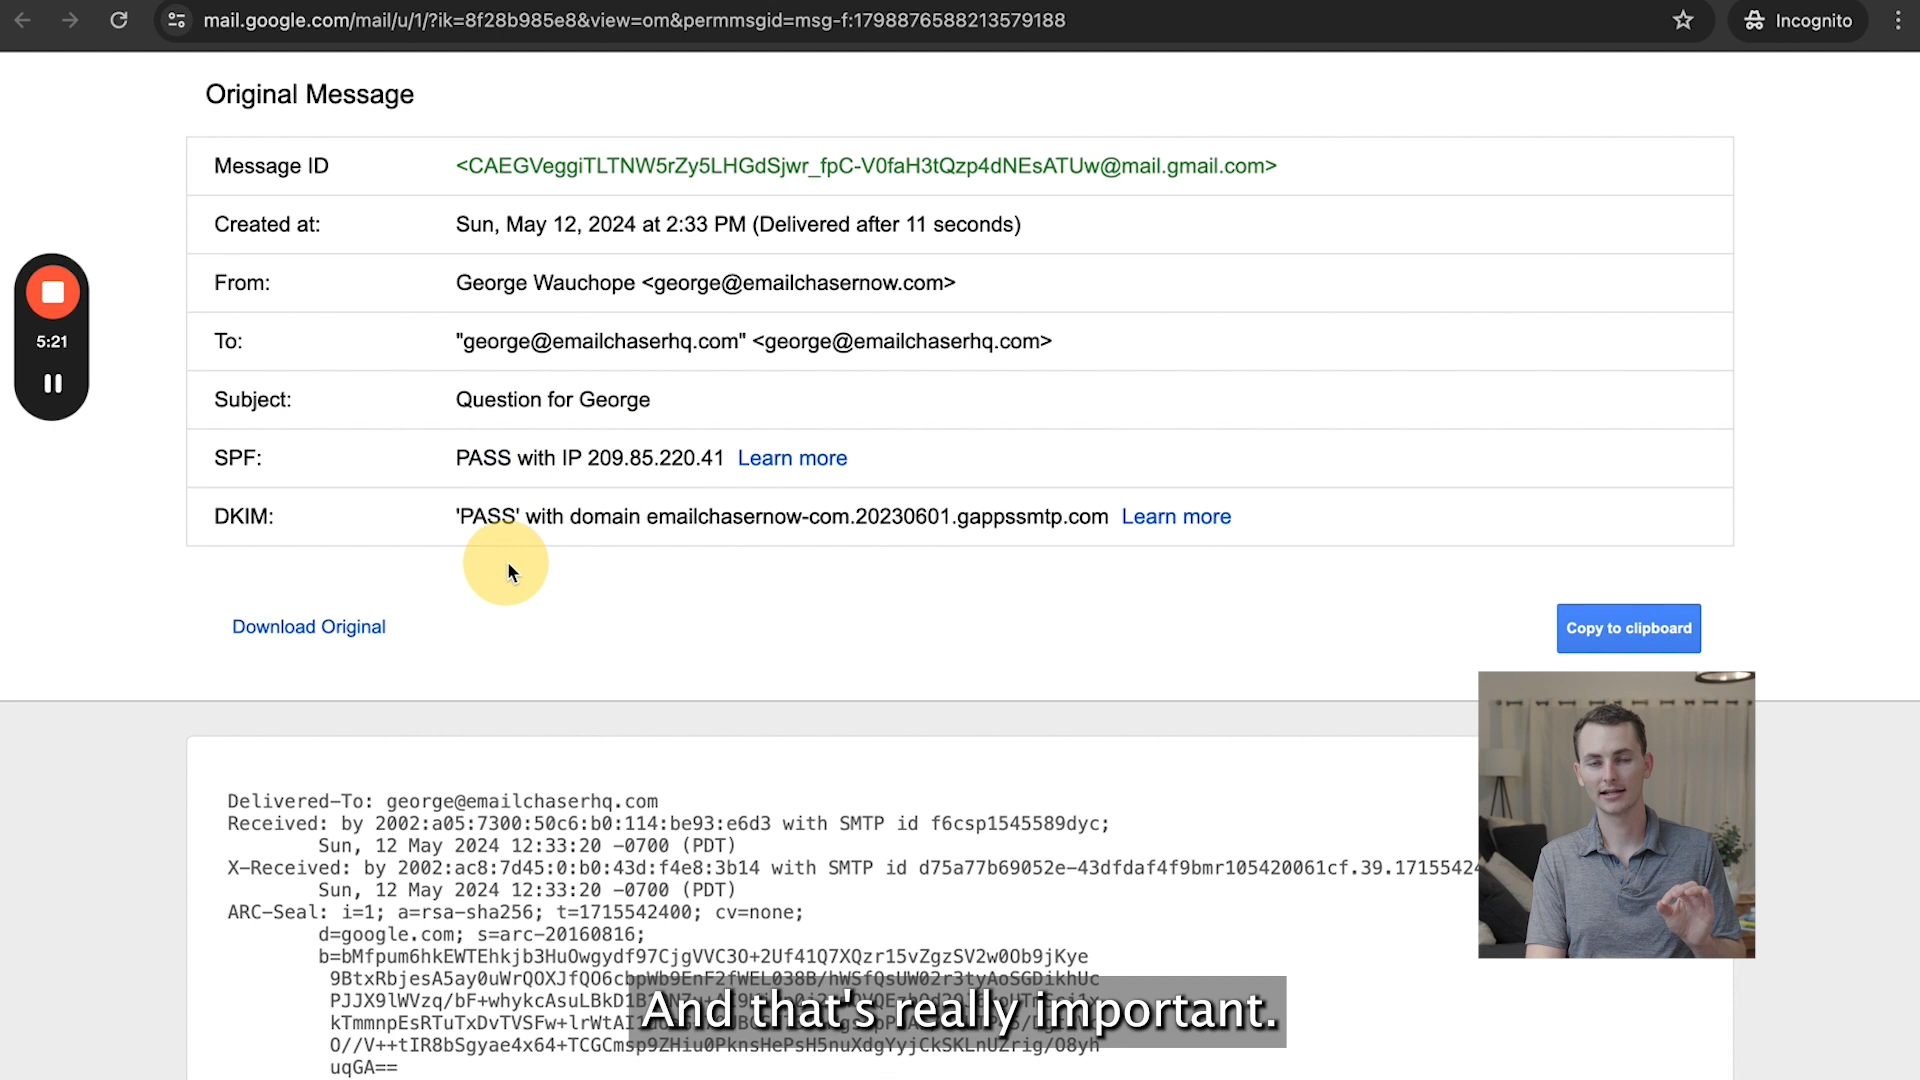 mail.google.com/mail/u/1/?ik=8f28b985e8&view=om&permmsgid=msg-f:1798876588213579188
Incognito
Original Message
Message ID <CAEGVeggiTLTNW5rZy5LHGdSjwr_fpC-V0faH3tQzp4dNEsATUw@mail.gmail.com>
Created at: Sun, May 12, 2024 at 2:33 PM (Delivered after 11 seconds)
From: George Wauchope <george@emailchasernow.com>
To: "george@emailchaserhq.com" <george@emailchaserhq.com>
Subject: Question for George
SPF: PASS with IP 209.85.220.41 Learn more
DKIM: 'PASS' with domain emailchasernow-com.20230601.gappssmtp.com Learn more
5:21
Download Original
Copy to clipboard
Delivered-To: george@emailchaserhq.com
Received: by 2002:a05:7300:50c6:b0:114:be93:e6d3 with SMTP id f6csp1545589dyc;
Sun, 12 May 2024 12:33:20 -0700 (PDT)
X-Received: by 2002:ac8:7d45:0:b0:43d:f4e8:3b14 with SMTP id d75a77b69052e-43dfdaf4f9bmr105420061cf.39.17155424
Sun, 12 May 2024 12:33:20 -0700 (PDT)
ARC-Seal: i=1; a=rsa-sha256; t=1715542400; cv=none;
d=google.com; s=arc-20160816;
b=bMfpum6hkEWTEhkjb3HuOwgydf97CjgVVC3O+2Uf41Q7XQzr15vZgzSV2w0Ob9jKye
And that's really important.
uqGA==